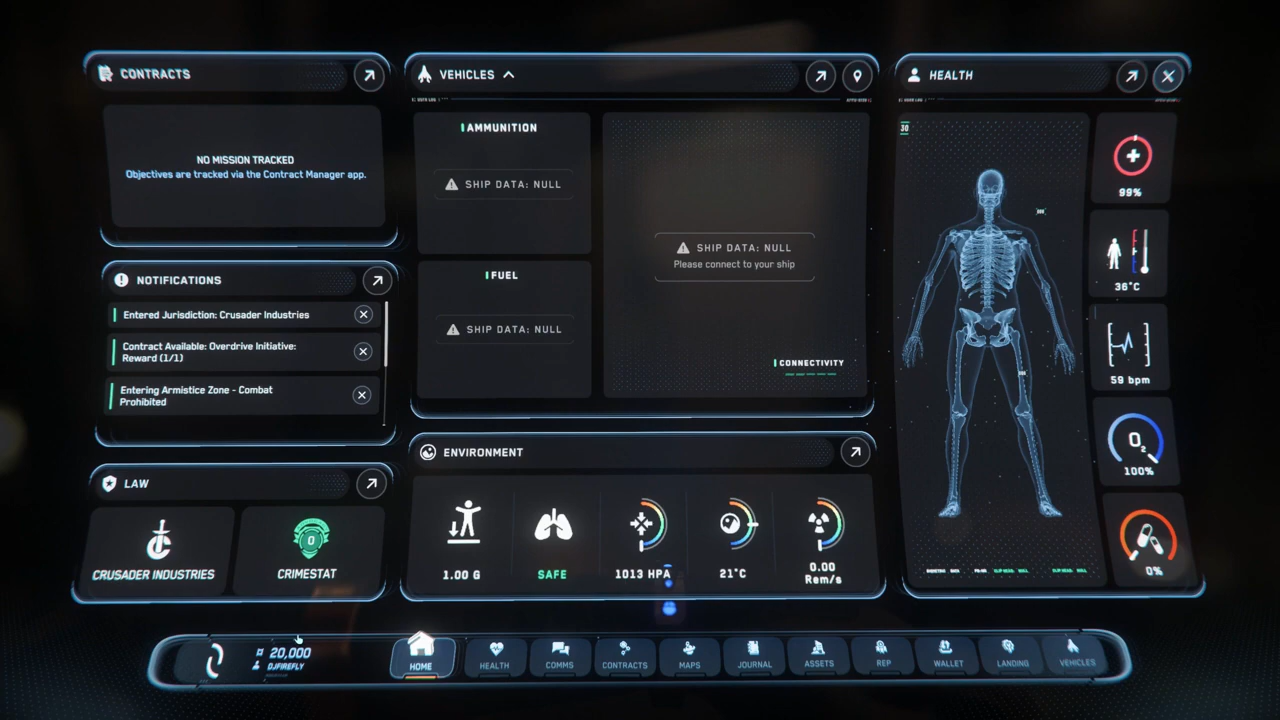 CONTRACTS
NO MISSION TRACKED
Objectives are tracked via the Contract Manager app.
NOTIFICATIONS
Entered Jurisdiction: Crusader Industries
Contract Available: Overdrive Initiative:
Reward (1/1)
Entering Armistice Zone - Combat
Prohibited
LAW
CRUSADER INDUSTRIES
0
CRIMESTAT
VEHICLES
AMMUNITION
SHIP DATA: NULL
FUEL
SHIP DATA: NULL
SHIP DATA: NULL
Please connect to your ship
CONNECTIVITY
ENVIRONMENT
1.00 G
SAFE
1013 HPA
21°C
0.00
Rem/s
HEALTH
30
99%
36°C
59 bpm
O₂
100%
0%
20,000
DJFIREFLY
HOME
HEALTH
COMMS
CONTRACTS
MAPS
JOURNAL
ASSETS
REP
WALLET
LANDING
VEHICLES